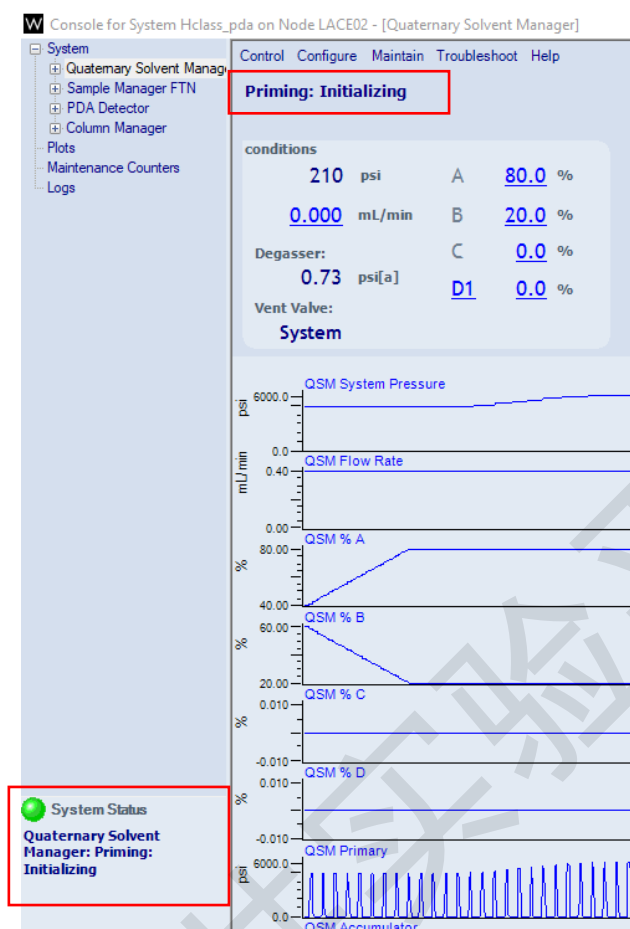 W Console for System Hclass_pda on Node LACE02 - [Quaternary Solvent Manager]
System
Quaternary Solvent Manag
Sample Manager FTN
PDA Detector
Column Manager
Plots
Maintenance Counters
Logs
Control Configure Maintain Troubleshoot Help
Priming: Initializing
conditions
210 psi A 80.0 %
0.000 mL/min B 20.0 %
Degasser: C 0.0 %
0.73 psi[a] D1 0.0 %
Vent Valve:
System
QSM System Pressure
psi 6000.0
0.0
QSM Flow Rate
mL/min 0.40
0.00
QSM % A
% 80.00
40.00
QSM % B
% 60.00
20.00
QSM % C
% 0.010
-0.010
QSM % D
% 0.010
-0.010
QSM Primary
psi 6000.0
0.0
QSM Accumulator
System Status
Quaternary Solvent
Manager: Priming:
Initializing
实验